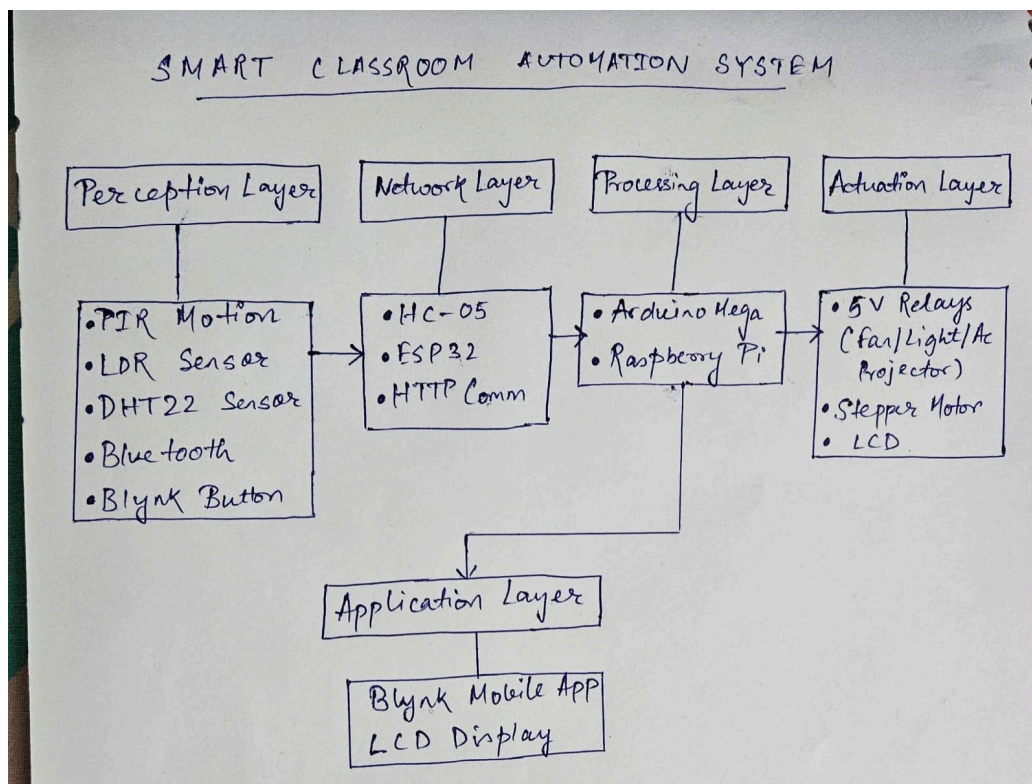 SMART CLASSROOM AUTOMATION SYSTEM
Perception Layer
Network Layer
Processing Layer
Actuation Layer
• PIR Motion
• LDR Sensor
• DHT22 Sensor
• Bluetooth
• Blynk Button
• HC-05
• ESP32
• HTTP Comm
• Arduino Mega
• Raspberry Pi
• 5V Relays
(fan/Light/Ac
Projector)
• Stepper Motor
• LCD
Application Layer
Blynk Mobile App
LCD Display